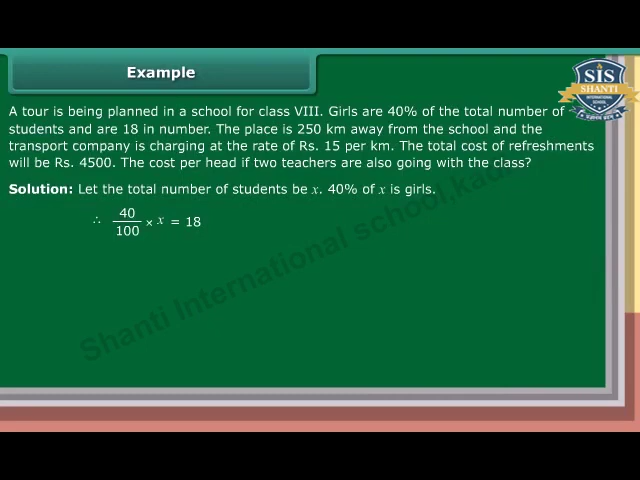 Example
SIS
SHANTI
INTERNATIONAL
SCHOOL
A tour is being planned in a school for class VIII. Girls are 40% of the total number of
students and are 18 in number. The place is 250 km away from the school and the
transport company is charging at the rate of Rs. 15 per km. The total cost of refreshments
will be Rs. 4500. The cost per head if two teachers are also going with the class?
Solution: Let the total number of students be x. 40% of x is girls.
∴ 40/100 × x = 18
Shanti International school,kadi